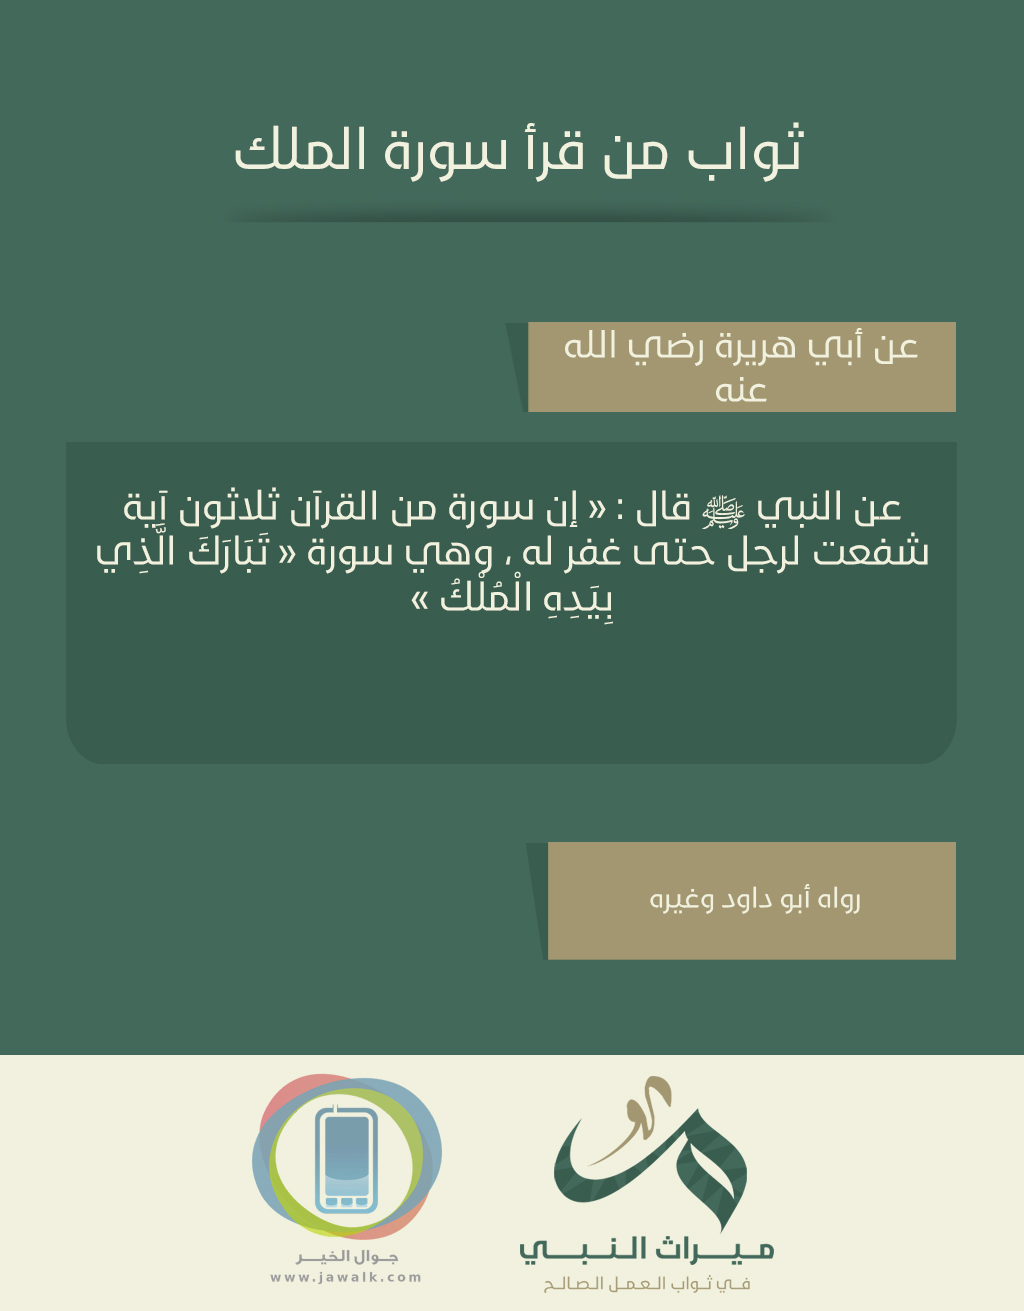 ثواب من قرأ سورة الملك
عن أبي هريرة رضي الله
عنه
عن النبي ﷺ قال : « إن سورة من القرآن ثلاثون آية
شفعت لرجل حتى غفر له ، وهي سورة « تَبَارَكَ الَّذِي
بِيَدِهِ الْمُلْكُ »
رواه أبو داود وغيره
ميراث النبي
في ثواب العمل الصالح
جوال الخير
www.jawalk.com